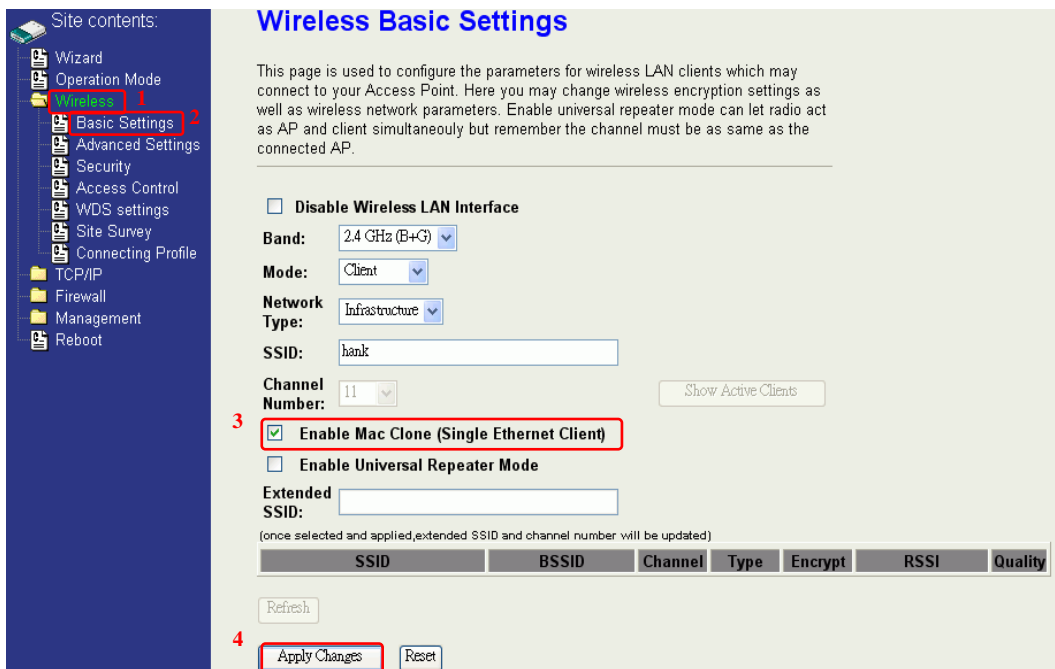 Site contents:
Wizard
Operation Mode
Wireless 1
Basic Settings 2
Advanced Settings
Security
Access Control
WDS settings
Site Survey
Connecting Profile
TCP/IP
Firewall
Management
Reboot
Wireless Basic Settings
This page is used to configure the parameters for wireless LAN clients which may
connect to your Access Point. Here you may change wireless encryption settings as
well as wireless network parameters. Enable universal repeater mode can let radio act
as AP and client simultaneouly but remember the channel must be as same as the
connected AP.
Disable Wireless LAN Interface
Band: 2.4 GHz (B+G)
Mode: Client
Network
Type: Infrastructure
SSID: hank
Channel
Number: 11 Show Active Clients
3 Enable Mac Clone (Single Ethernet Client)
Enable Universal Repeater Mode
Extended
SSID:
(once selected and applied,extended SSID and channel number will be updated)
SSID BSSID Channel Type Encrypt RSSI Quality
Refresh
4 Apply Changes Reset